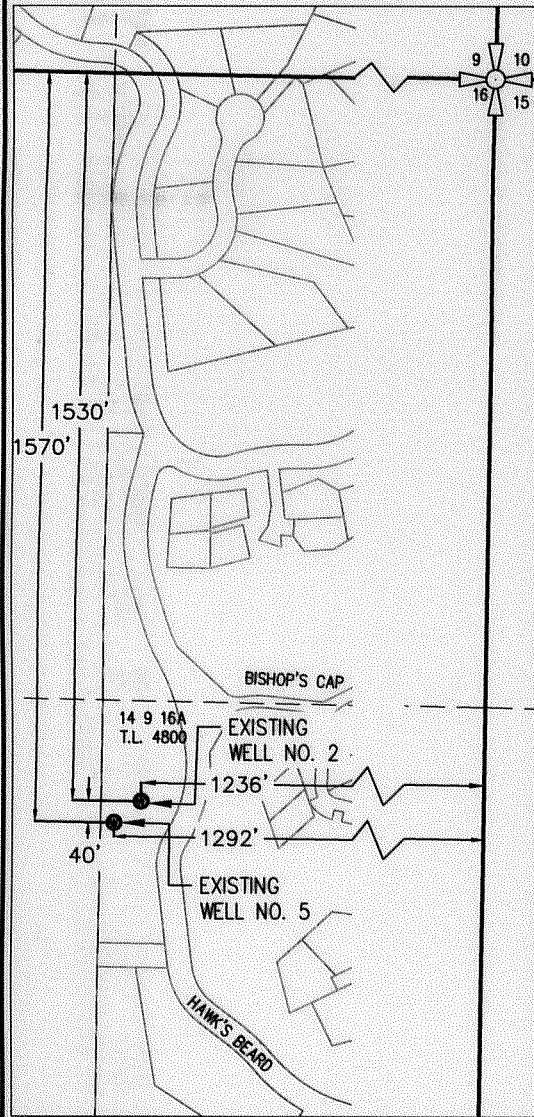 9 10
16 15
1530'
1570'
BISHOP'S CAP
14 9 16A
T.L. 4800
EXISTING
WELL NO. 2
1236'
1292'
40'
EXISTING
WELL NO. 5
HAWK'S BEARD